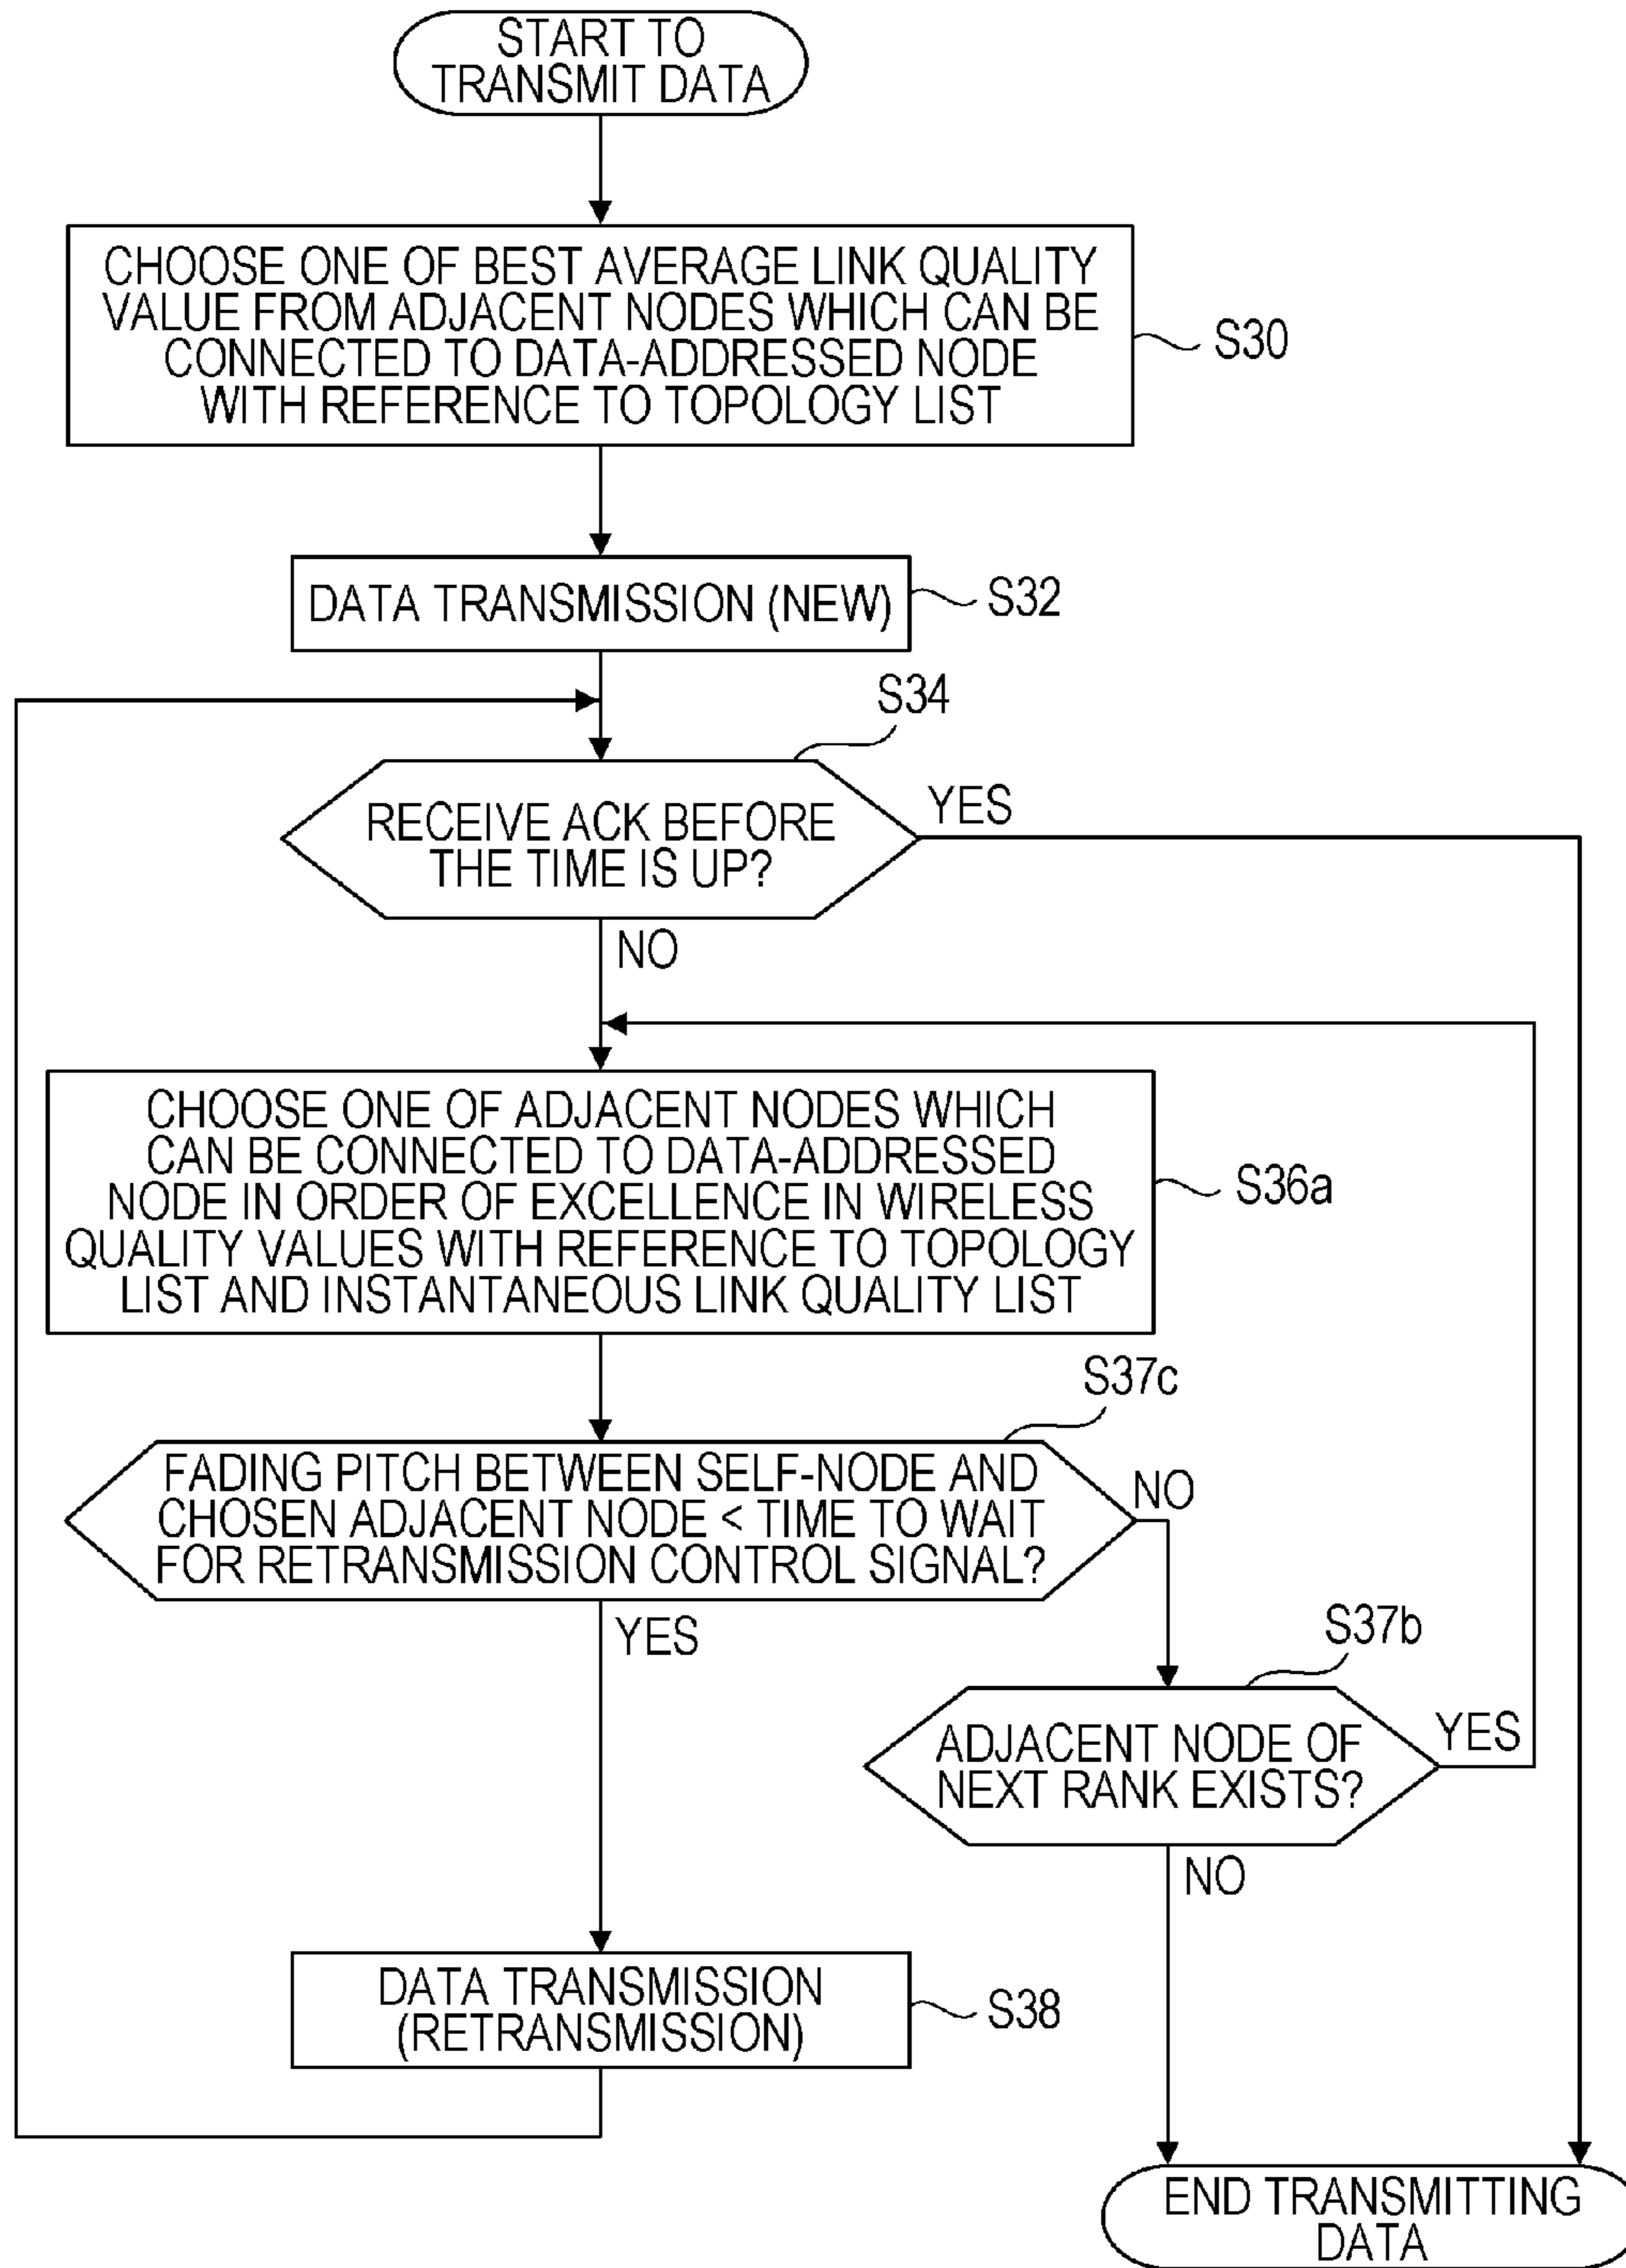 START TO
TRANSMIT DATA
CHOOSE ONE OF BEST AVERAGE LINK QUALITY
VALUE FROM ADJACENT NODES WHICH CAN BE
CONNECTED TO DATA-ADDRESSED NODE
WITH REFERENCE TO TOPOLOGY LIST
S30
DATA TRANSMISSION (NEW)
S32
S34
RECEIVE ACK BEFORE
THE TIME IS UP?
YES
NO
CHOOSE ONE OF ADJACENT NODES WHICH
CAN BE CONNECTED TO DATA-ADDRESSED
NODE IN ORDER OF EXCELLENCE IN WIRELESS
QUALITY VALUES WITH REFERENCE TO TOPOLOGY
LIST AND INSTANTANEOUS LINK QUALITY LIST
S36a
S37c
FADING PITCH BETWEEN SELF-NODE AND
CHOSEN ADJACENT NODE < TIME TO WAIT
FOR RETRANSMISSION CONTROL SIGNAL?
NO
YES
S37b
ADJACENT NODE OF
NEXT RANK EXISTS?
YES
NO
DATA TRANSMISSION
(RETRANSMISSION)
S38
END TRANSMITTING
DATA